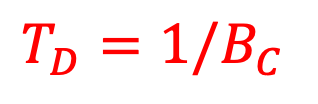 T_D = 1/B_C